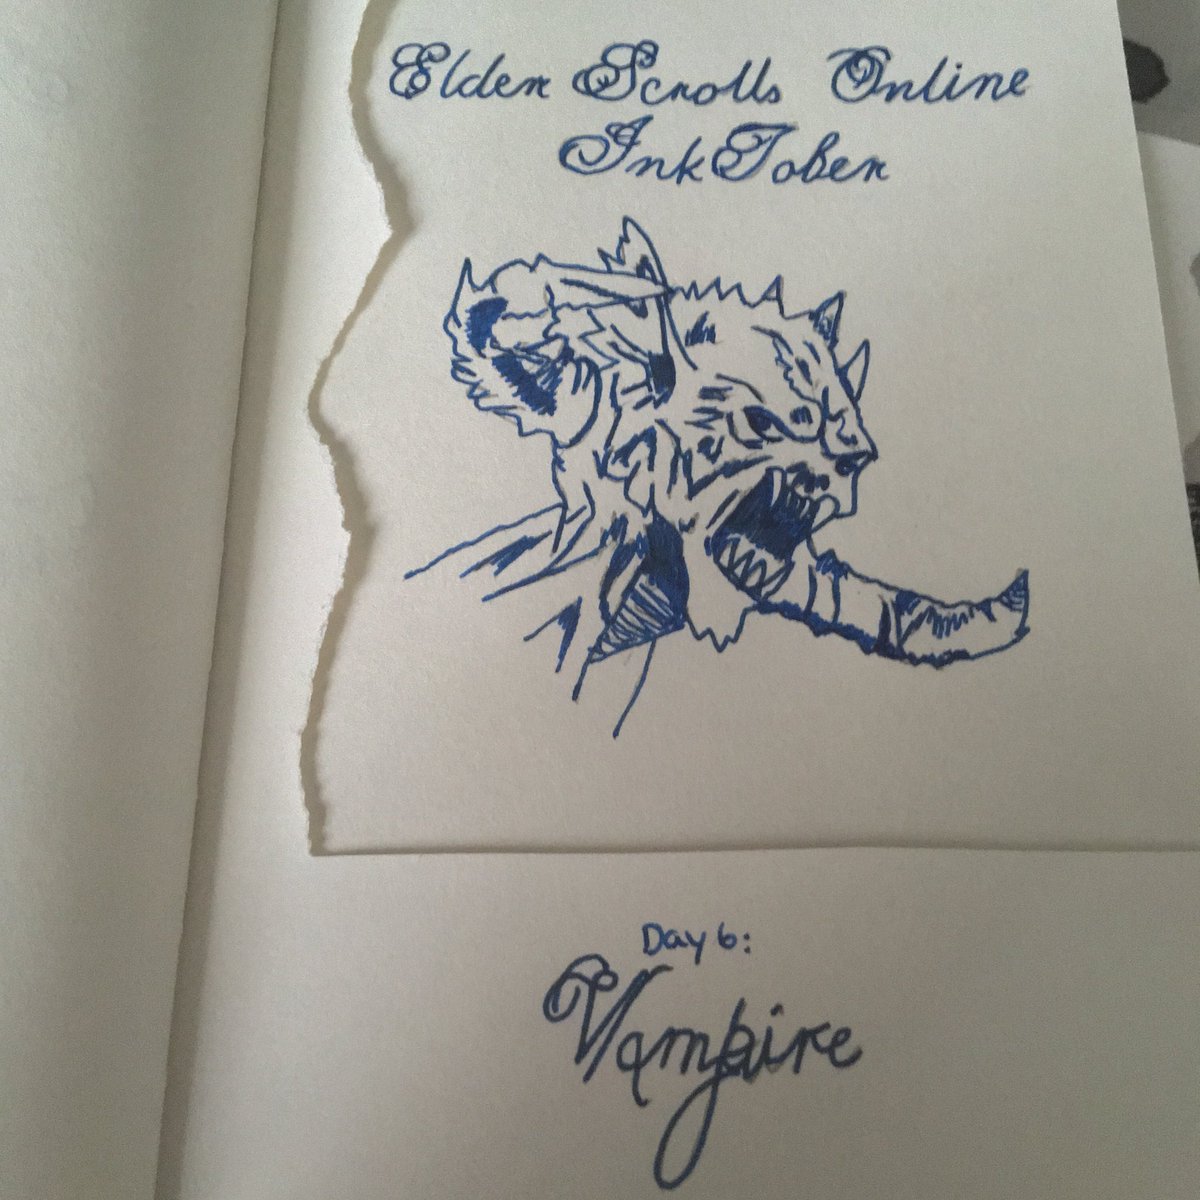 Elder Scrolls Online
InkTober
Day 6:
Vampire